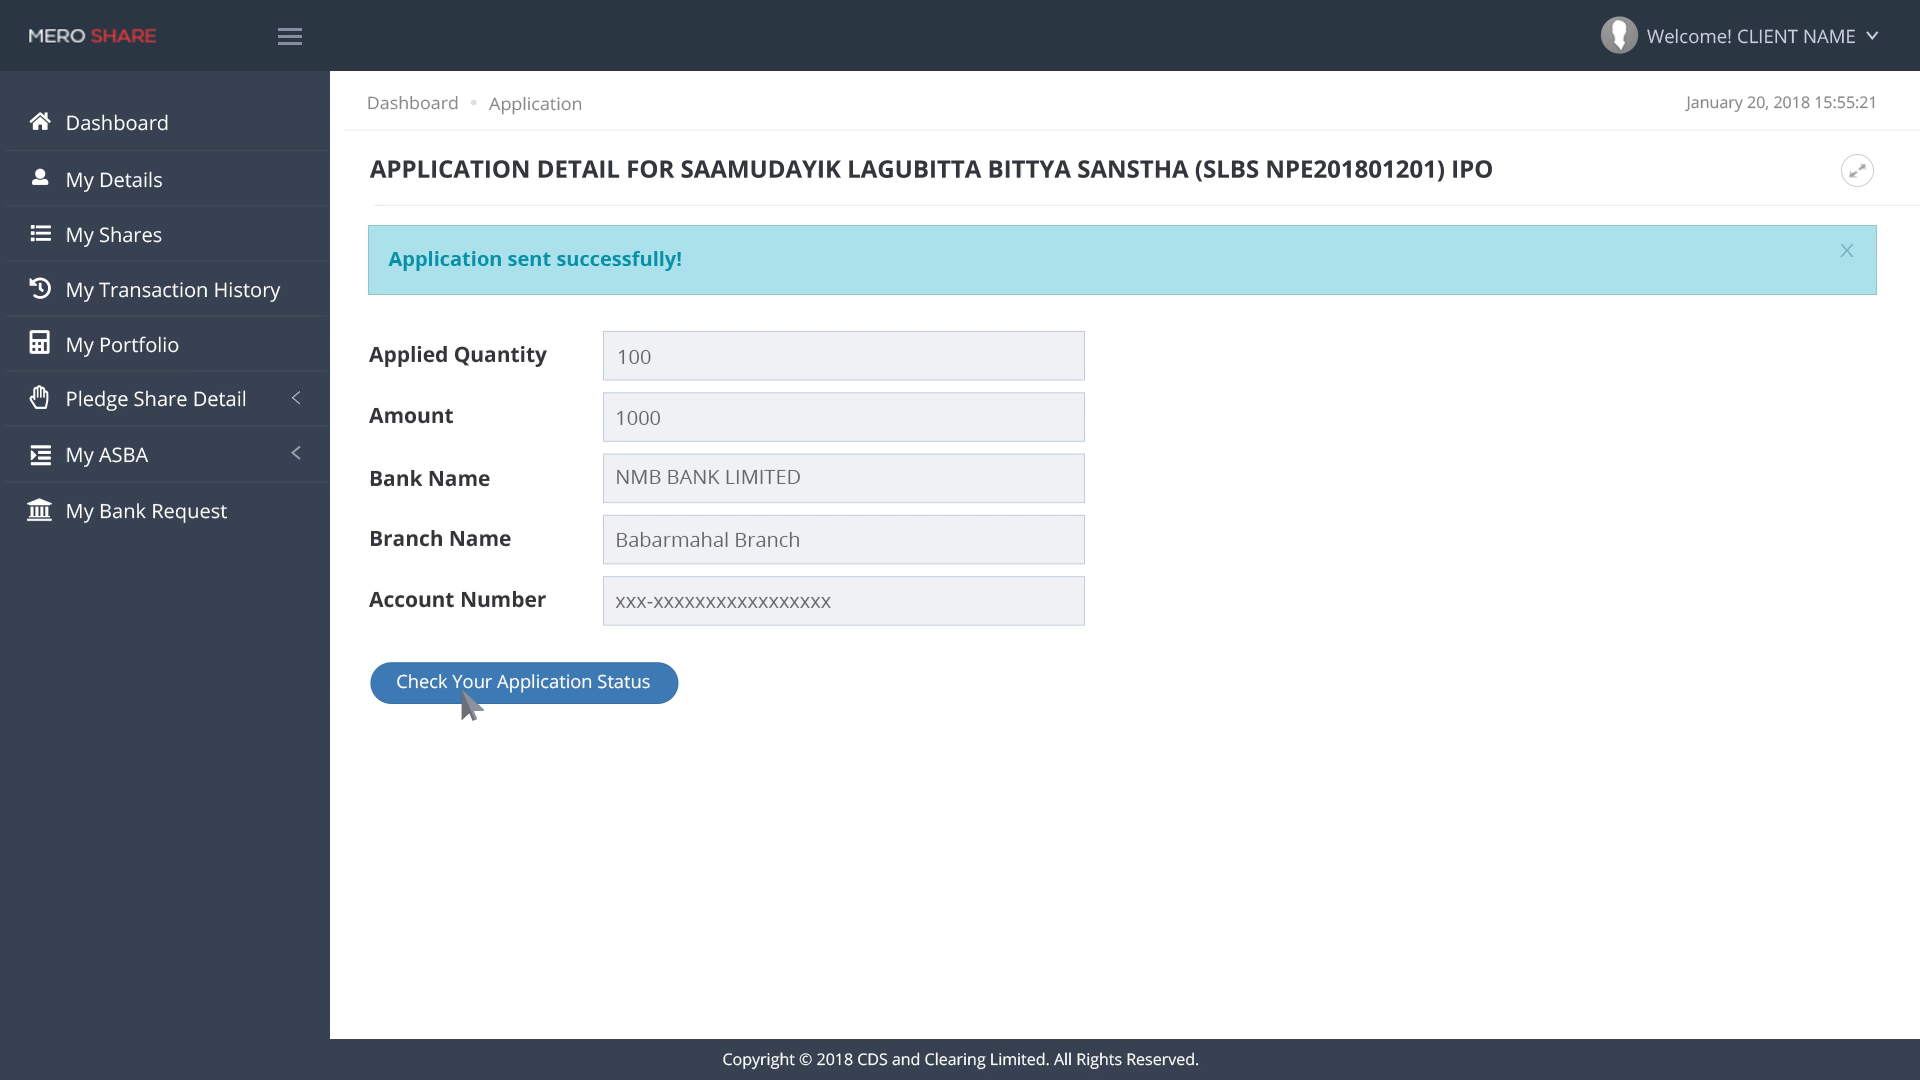 MERO SHARE
Welcome! CLIENT NAME
Dashboard
My Details
My Shares
My Transaction History
My Portfolio
Pledge Share Detail
My ASBA
My Bank Request
Dashboard • Application
January 20, 2018 15:55:21
APPLICATION DETAIL FOR SAAMUDAYIK LAGUBITTA BITTYA SANSTHA (SLBS NPE201801201) IPO
Application sent successfully!
Applied Quantity 100
Amount 1000
Bank Name NMB BANK LIMITED
Branch Name Babarmahal Branch
Account Number xxx-xxxxxxxxxxxxxxxxx
Check Your Application Status
Copyright © 2018 CDS and Clearing Limited. All Rights Reserved.